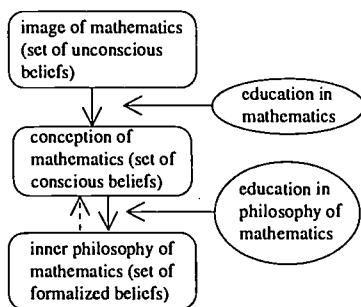 image of mathematics
(set of unconscious
beliefs)
education in
mathematics
conception of
mathematics (set of
conscious beliefs)
education in
philosophy of
mathematics
inner philosophy of
mathematics (set of
formalized beliefs)